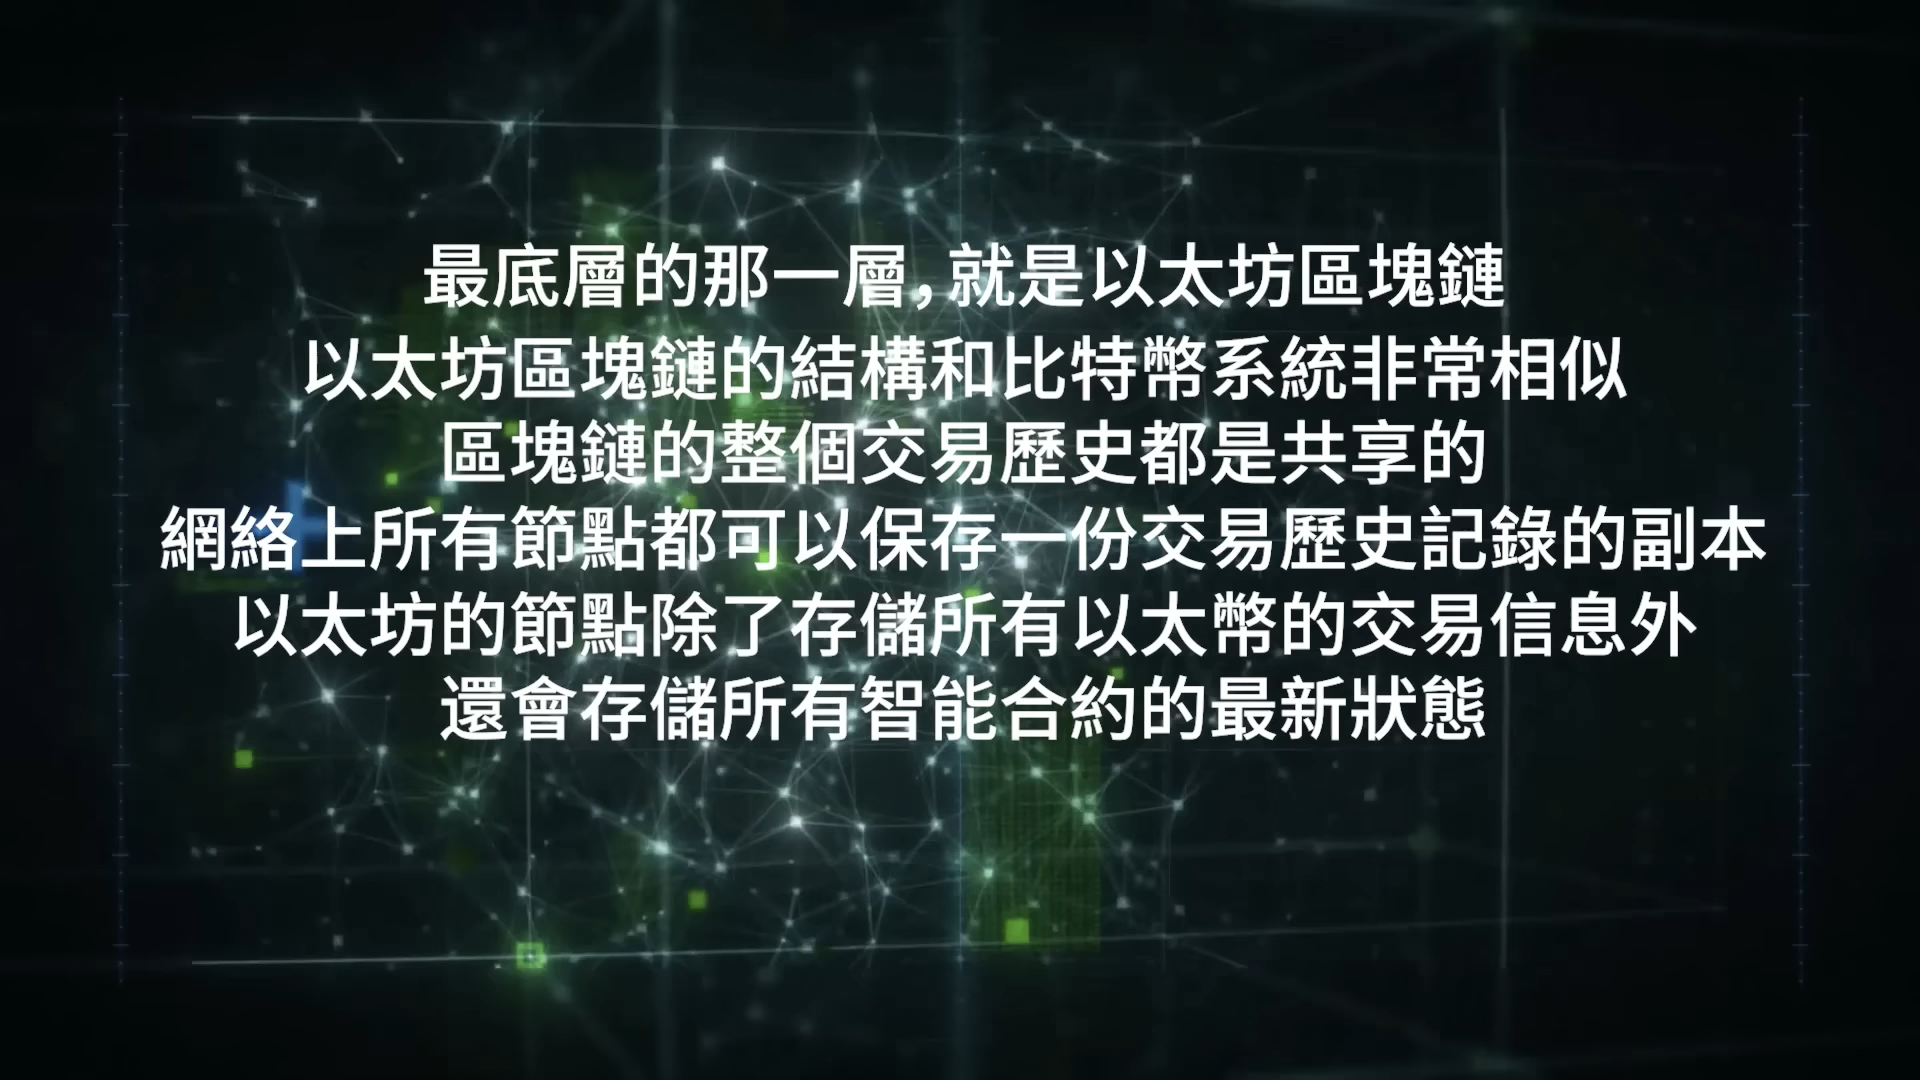 最底層的那一層，就是以太坊區塊鏈
以太坊區塊鏈的結構和比特幣系統非常相似
區塊鏈的整個交易歷史都是共享的
網絡上所有節點都可以保存一份交易歷史記錄的副本
以太坊的節點除了存儲所有以太幣的交易信息外
還會存儲所有智能合約的最新狀態